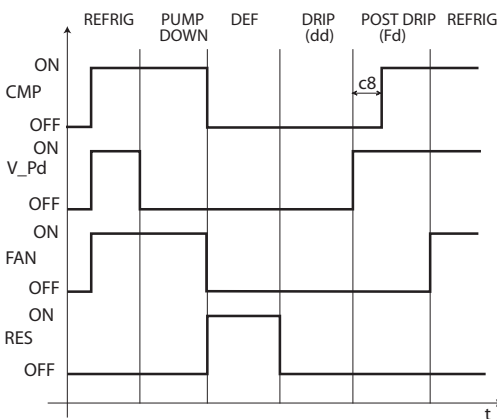 REFRIG PUMP DOWN DEF DRIP (dd) POST DRIP (Fd) REFRIG
ON
CMP
c8
OFF
ON
V_Pd
OFF
ON
FAN
OFF
ON
RES
OFF
t